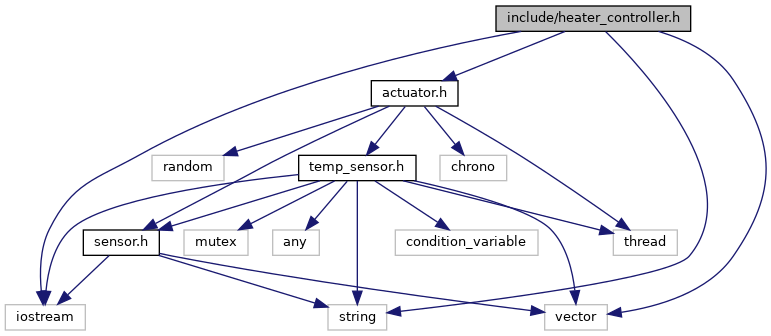 include/heater_controller.h
actuator.h
random
temp_sensor.h
chrono
sensor.h
mutex
any
condition_variable
thread
iostream
string
vector